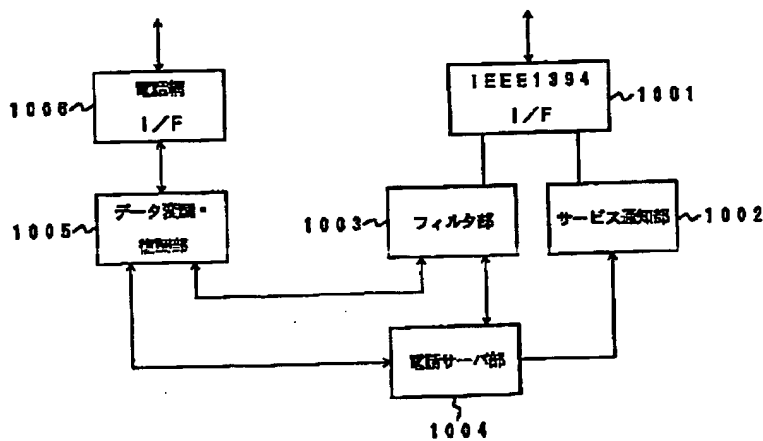 電話網
I/F
1006
IEEE1394
I/F
1001
データ変調・
復調部
1005
フィルタ部
1003
サービス通知部
1002
電話サーバ部
1004